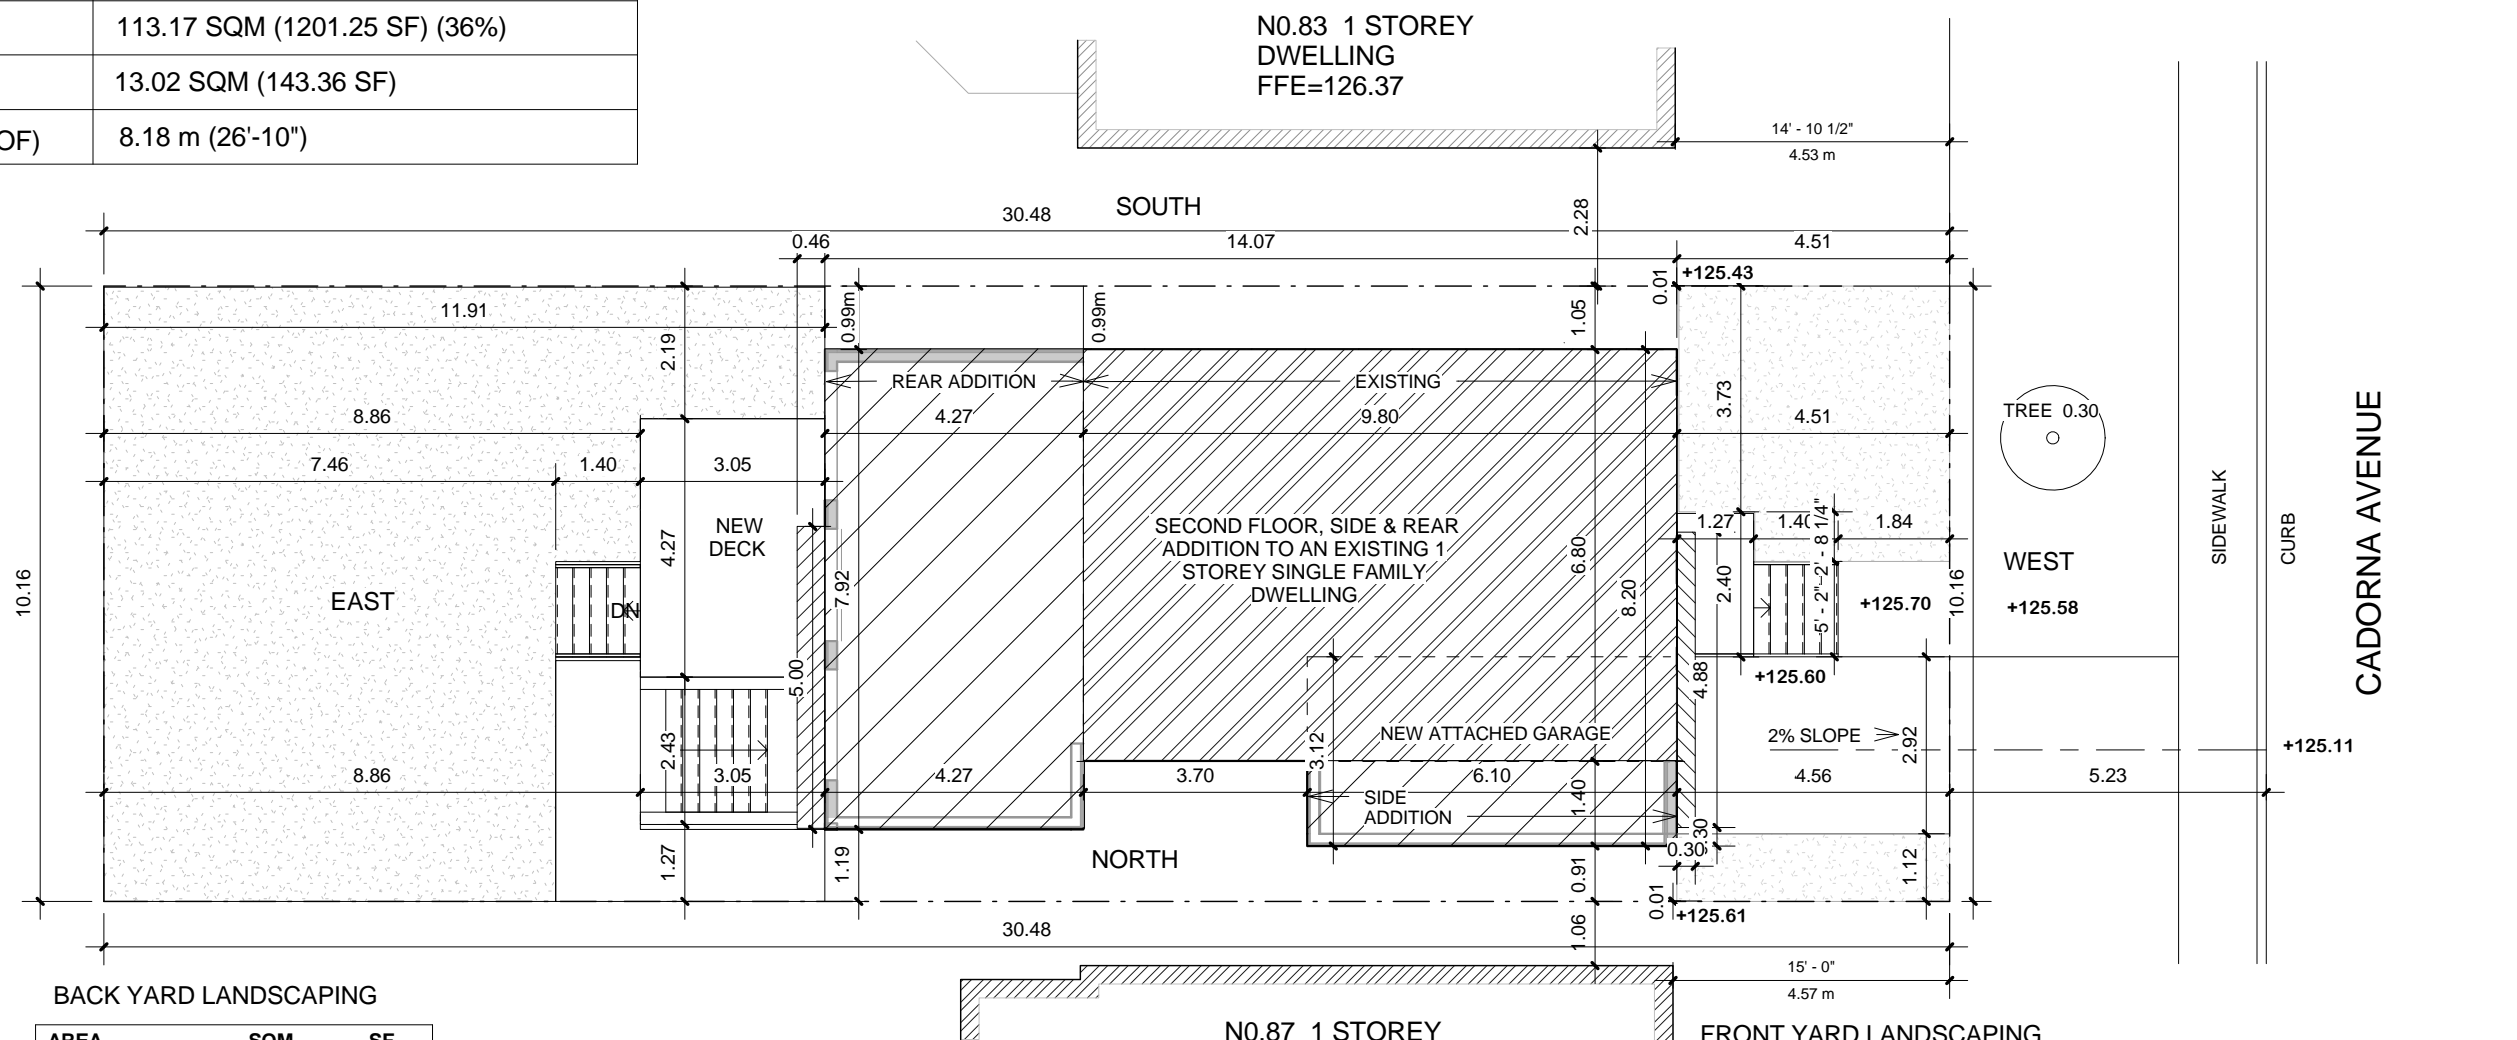 113.17 SQM (1201.25 SF) (36%)
13.02 SQM (143.36 SF)
OF)
8.18 m (26'-10")
N0.83 1 STOREY
DWELLING
FFE=126.37
14' - 10 1/2"
4.53 m
SOUTH
30.48
2.28
0.46
14.07
4.51
0.01
+125.43
11.91
0.99m
0.99m
1.05
2.19
REAR ADDITION
EXISTING
8.86
4.27
9.80
3.73
4.51
TREE 0.30
7.46
1.40
3.05
NEW
DECK
4.27
SECOND FLOOR, SIDE & REAR
ADDITION TO AN EXISTING 1
STOREY SINGLE FAMILY
DWELLING
6.80
8.20
1.27
1.40
1.84
2.40
5' - 2"
2' - 8 1/4"
10.16
WEST
+125.70
+125.58
SIDEWALK
CURB
CADORNA AVENUE
10.16
EAST
DN
7.92
5.00
4.88
+125.60
NEW ATTACHED GARAGE
3.12
2% SLOPE
2.92
+125.11
2.43
8.86
3.05
4.27
3.70
6.10
4.56
5.23
SIDE
ADDITION
1.40
0.30
NORTH
1.27
1.19
0.91
1.12
0.01
+125.61
30.48
1.06
15' - 0"
4.57 m
BACK YARD LANDSCAPING
AREA SQM SF
N0.87 1 STOREY
FRONT YARD LANDSCAPING